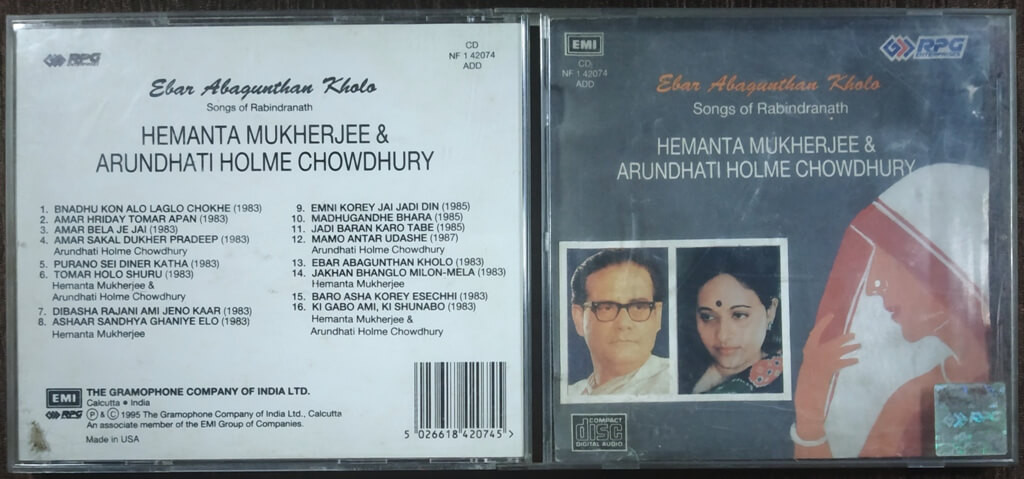 RPG
CD
NF 1 42074
ADD
Ebar Abagunthan Kholo
Songs of Rabindranath
HEMANTA MUKHERJEE &
ARUNDHATI HOLME CHOWDHURY
1. BNADHU KON ALO LAGLO CHOKHE (1983)
2. AMAR HRIDAY TOMAR APAN (1983)
3. AMAR BELA JE JAI (1983)
4. AMAR SAKAL DUKHER PRADEEP (1983)
Arundhati Holme Chowdhury
5. PURANO SEI DINER KATHA (1983)
6. TOMAR HOLO SHURU (1983)
Hemanta Mukherjee &
Arundhati Holme Chowdhury
7. DIBASHA RAJANI AMI JENO KAAR (1983)
8. ASHAAR SANDHYA GHANIYE ELO (1983)
Hemanta Mukherjee
9. EMNI KOREY JAI JADI DIN (1985)
10. MADHUGANDHE BHARA (1985)
11. JADI BARAN KARO TABE (1985)
12. MAMO ANTAR UDASHE (1987)
Arundhati Holme Chowdhury
13. EBAR ABAGUNTHAN KHOLO (1983)
14. JAKHAN BHANGLO MILON-MELA (1983)
Hemanta Mukherjee
15. BARO ASHA KOREY ESECHHI (1983)
16. KI GABO AMI, KI SHUNABO (1983)
Hemanta Mukherjee &
Arundhati Holme Chowdhury
EMI
THE GRAMOPHONE COMPANY OF INDIA LTD.
Calcutta • India
RPG Ⓟ & Ⓒ 1995 The Gramophone Company of India Ltd., Calcutta
An associate member of the EMI Group of Companies.
Made in USA
5 026618 420745 >
EMI
CD
NF 1 42074
ADD
RPG
Ebar Abagunthan Kholo
Songs of Rabindranath
HEMANTA MUKHERJEE &
ARUNDHATI HOLME CHOWDHURY
COMPACT
disc
DIGITAL AUDIO
RPG